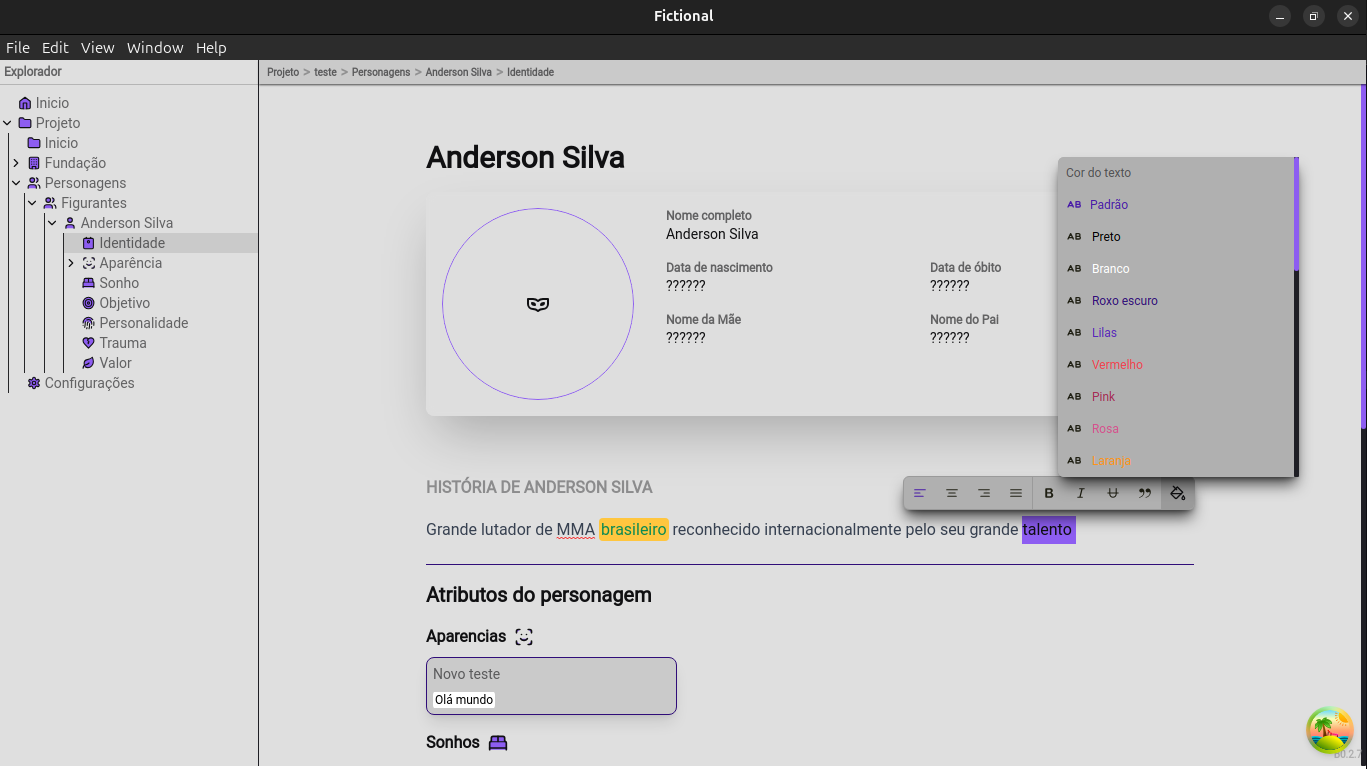 Fictional
File Edit View Window Help
Explorador
Projeto > teste > Personagens > Anderson Silva > Identidade
Inicio
Projeto
Inicio
Fundação
Personagens
Figurantes
Anderson Silva
Identidade
Aparência
Sonho
Objetivo
Personalidade
Trauma
Valor
Configurações
Anderson Silva
Nome completo
Anderson Silva
Data de nascimento
??????
Data de óbito
??????
Nome da Mãe
??????
Nome do Pai
??????
Cor do texto
AB Padrão
AB Preto
AB Branco
AB Roxo escuro
AB Lilas
AB Vermelho
AB Pink
AB Rosa
AB Laranja
HISTÓRIA DE ANDERSON SILVA
B I U
Grande lutador de MMA brasileiro reconhecido internacionalmente pelo seu grande talento
Atributos do personagem
Aparencias
Novo teste
Olá mundo
Sonhos